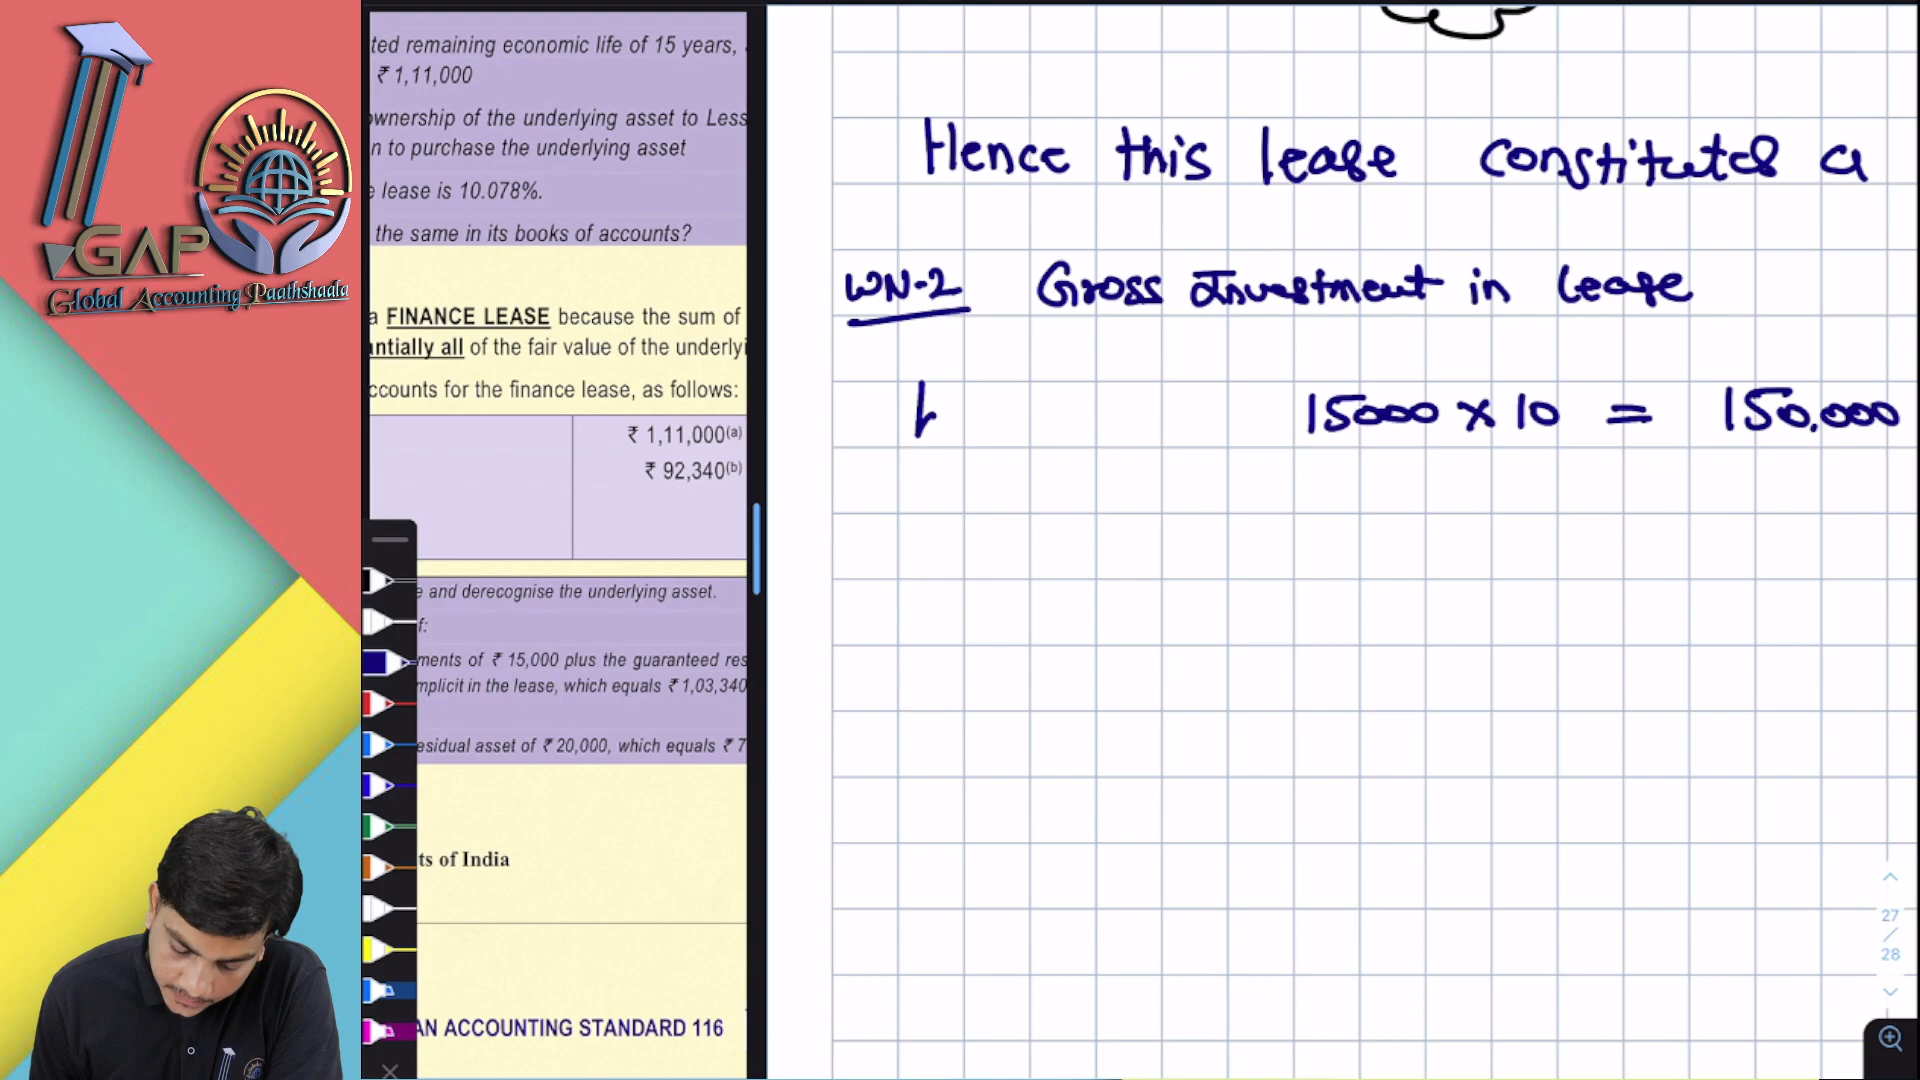 GAP
Global Accounting Paathshaala
ted remaining economic life of 15 years,
₹ 1,11,000
ownership of the underlying asset to Less
n to purchase the underlying asset
e lease is 10.078%.
the same in its books of accounts?
a FINANCE LEASE because the sum of
antially all of the fair value of the underlyi
ccounts for the finance lease, as follows:
₹ 1,11,000(a)
₹ 92,340(b)
e and derecognise the underlying asset.
f:
ments of ₹ 15,000 plus the guaranteed res
mplicit in the lease, which equals ₹ 1,03,340
esidual asset of ₹ 20,000, which equals ₹ 7
ts of India
AN ACCOUNTING STANDARD 116
Hence this lease constitutes a
WN-2 Gross Investment in lease
15000 × 10 = 150,000
27
/
28